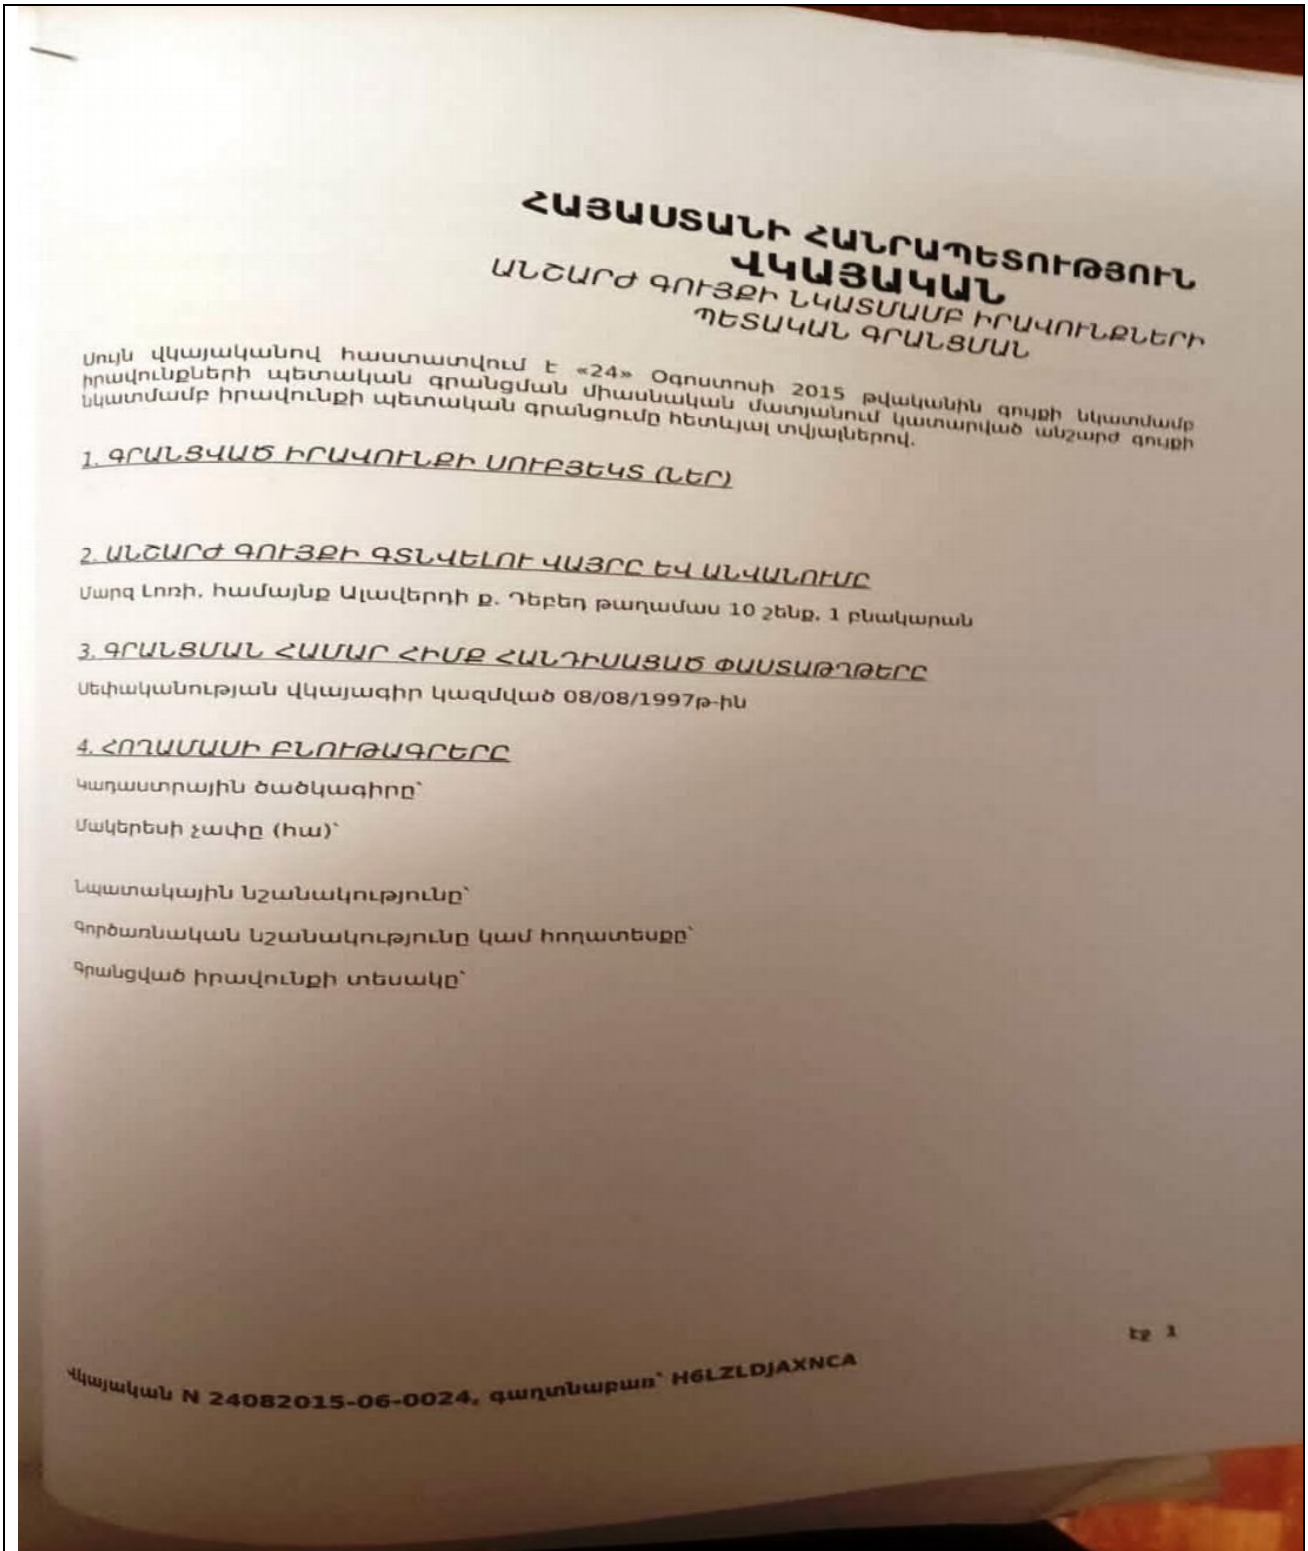 ՀԱՅԱՍՏԱՆԻ ՀԱՆՐԱՊԵՏՈՒԹՅՈՒՆ
ՎԿԱՅԱԿԱՆ
ԱՆՇԱՐԺ ԳՈՒՅՔԻ ՆԿԱՏՄԱՄԲ ԻՐԱՎՈՒՆՔՆԵՐԻ
ՊԵՏԱԿԱՆ ԳՐԱՆՑՄԱՆ
Սույն վկայականով հաստատվում է «24» Օգոստոսի 2015 թվականին գույքի նկատմամբ
իրավունքների պետական գրանցման միասնական մատյանում կատարված անշարժ գույքի
նկատմամբ իրավունքի պետական գրանցումը հետևյալ տվյալներով.
1. ԳՐԱՆՑՎԱԾ ԻՐԱՎՈՒՆՔԻ ՍՈՒԲՅԵԿՏ (ՆԵՐ)
2. ԱՆՇԱՐԺ ԳՈՒՅՔԻ ԳՏՆՎԵԼՈՒ ՎԱՅՐԸ ԵՎ ԱՆՎԱՆՈՒՄԸ
Մարզ Լոռի, համայնք Ալավերդի ք. Դեբեդ թաղամաս 10 շենք, 1 բնակարան
3. ԳՐԱՆՑՄԱՆ ՀԱՄԱՐ ՀԻՄՔ ՀԱՆԴԻՍԱՑԱԾ ՓԱՍՏԱԹՂԹԵՐԸ
Սեփականության վկայագիր կազմված 08/08/1997թ-ին
4. ՀՈՂԱՄԱՍԻ ԲՆՈՒԹԱԳՐԵՐԸ
Կադաստրային ծածկագիրը՝
Մակերեսի չափը (հա)՝
Նպատակային նշանակությունը՝
Գործառնական նշանակությունը կամ հողատեսքը՝
Գրանցված իրավունքի տեսակը՝
էջ 1
Վկայական N 24082015-06-0024, գաղտնաբառ՝ H6LZLDJAXNCA